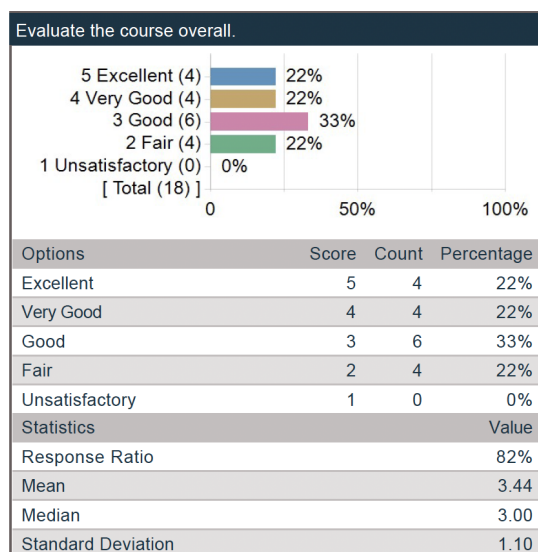 Evaluate the course overall.
5 Excellent (4) 22%
4 Very Good (4) 22%
3 Good (6) 33%
2 Fair (4) 22%
1 Unsatisfactory (0) 0%
[ Total (18) ]
0 50% 100%
Options Score Count Percentage
Excellent 5 4 22%
Very Good 4 4 22%
Good 3 6 33%
Fair 2 4 22%
Unsatisfactory 1 0 0%
Statistics Value
Response Ratio 82%
Mean 3.44
Median 3.00
Standard Deviation 1.10